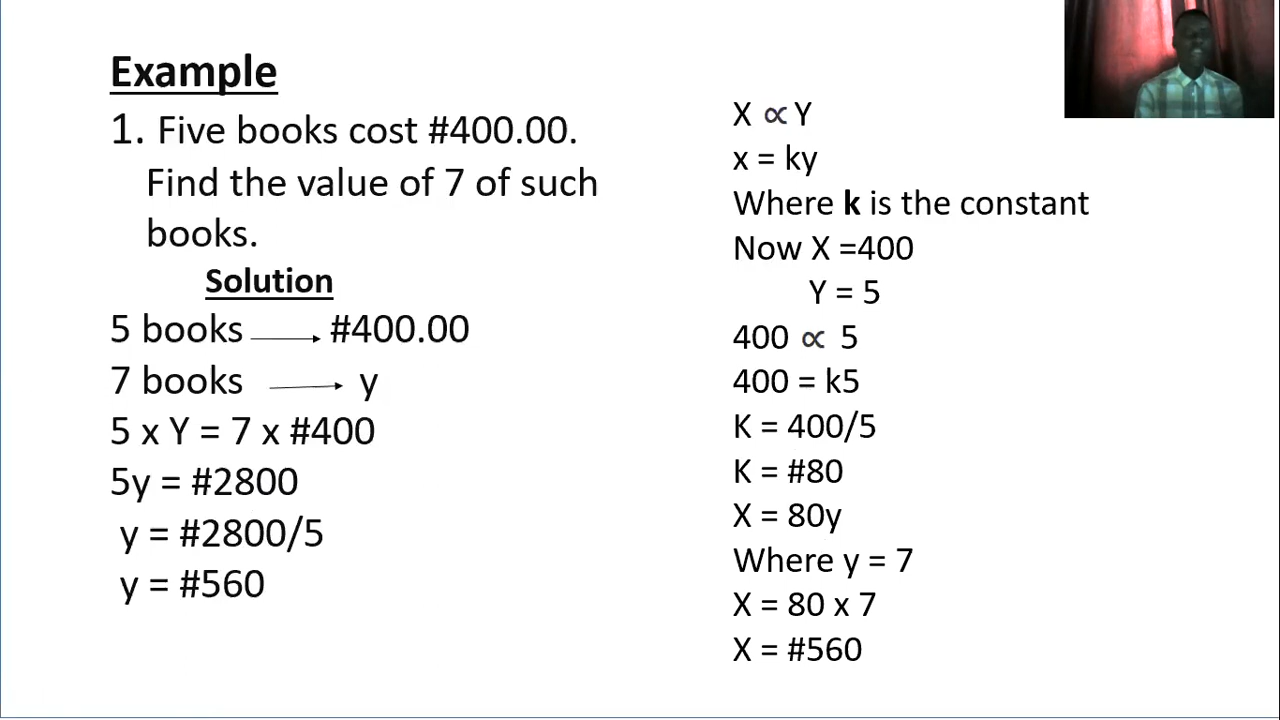 Example
1. Five books cost #400.00.
Find the value of 7 of such
books.
Solution
5 books ⟶ #400.00
7 books ⟶ y
5 x Y = 7 x #400
5y = #2800
y = #2800/5
y = #560
X ∝ Y
x = ky
Where k is the constant
Now X =400
Y = 5
400 ∝ 5
400 = k5
K = 400/5
K = #80
X = 80y
Where y = 7
X = 80 x 7
X = #560